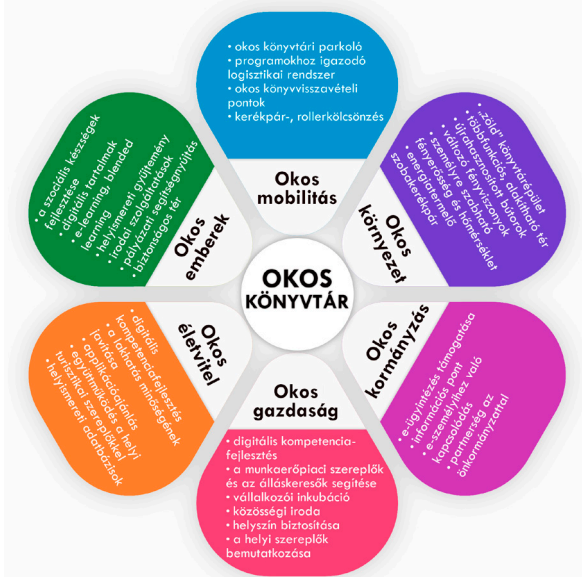 OKOS
KÖNYVTÁR
Okos
mobilitás
• okos könyvtári parkoló
• programokhoz igazodó
logisztikai rendszer
• okos könyvvisszavételi
pontok
• kerékpár-, rollerkölcsönzés
Okos
környezet
• „zöld” könyvtárépület
• többfunkciós, alakítható tér
• újrahasznosított bútorok
• változó fényviszonyok
• személyre szabható
fényerősség és hőmérséklet
• energiatermelő
szobakerékpár
Okos
kormányzás
• e-ügyintézés támogatása
• információs pont
• e-személyihez való
kapcsolódás
• partnerség az
önkormányzattal
Okos
gazdaság
• digitális kompetencia-
fejlesztés
• a munkaerőpiaci szereplők
és az álláskeresők segítése
• vállalkozói inkubáció
• közösségi iroda
• helyszín biztosítása
• a helyi szereplők
bemutatkozása
Okos
életvitel
• digitális
kompetenciafejlesztés
• a lakhatás minőségének
javítása
• applikációajánlás
• együttműködés a helyi
turisztikai szereplőkkel
• helyismereti adatbázisok
Okos
emberek
• a szociális készségek
fejlesztése
• digitális tartalmak
• e-learning, blended
learning
• helyismereti gyűjtemény
• irodai szolgáltatások
• pályázati segítségnyújtás
• biztonságos tér